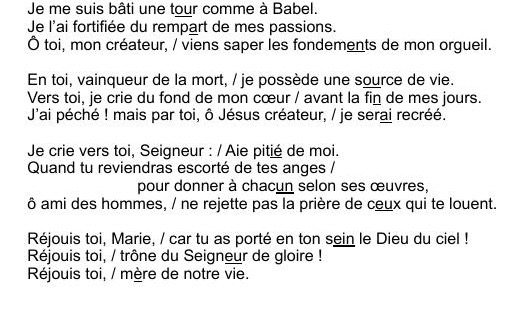 Je me suis bâti une tour comme à Babel.
Je l’ai fortifiée du rempart de mes passions.
Ô toi, mon créateur, / viens saper les fondements de mon orgueil.
En toi, vainqueur de la mort, / je possède une source de vie.
Vers toi, je crie du fond de mon cœur / avant la fin de mes jours.
J’ai péché ! mais par toi, ô Jésus créateur, / je serai recréé.
Je crie vers toi, Seigneur : / Aie pitié de moi.
Quand tu reviendras escorté de tes anges /
pour donner à chacun selon ses œuvres,
ô ami des hommes, / ne rejette pas la prière de ceux qui te louent.
Réjouis toi, Marie, / car tu as porté en ton sein le Dieu du ciel !
Réjouis toi, / trône du Seigneur de gloire !
Réjouis toi, / mère de notre vie.